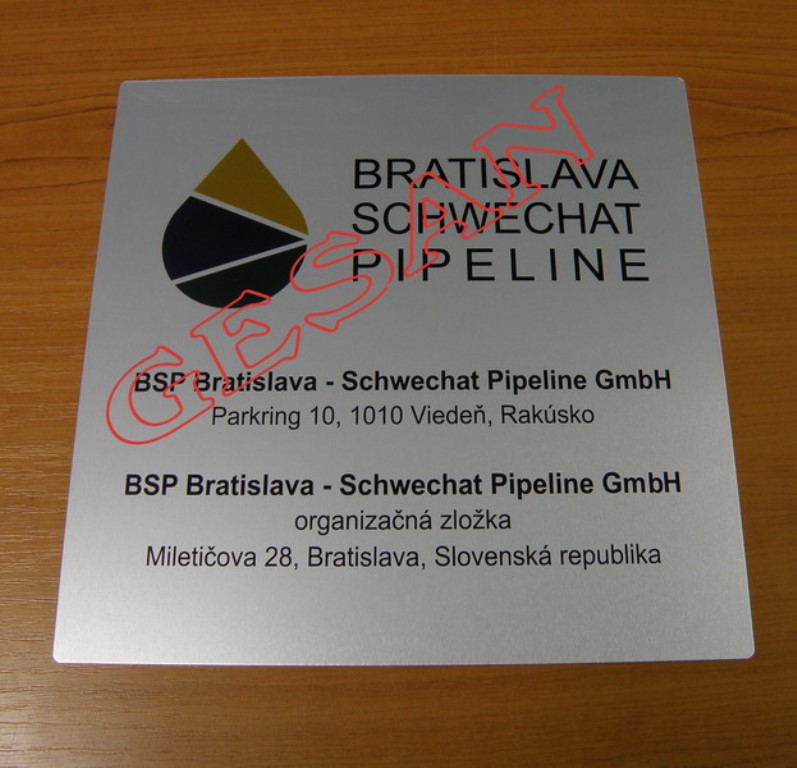 BRATISLAVA
SCHWECHAT
PIPELINE
GESAN
BSP Bratislava - Schwechat Pipeline GmbH
Parkring 10, 1010 Viedeň, Rakúsko
BSP Bratislava - Schwechat Pipeline GmbH
organizačná zložka
Miletičova 28, Bratislava, Slovenská republika